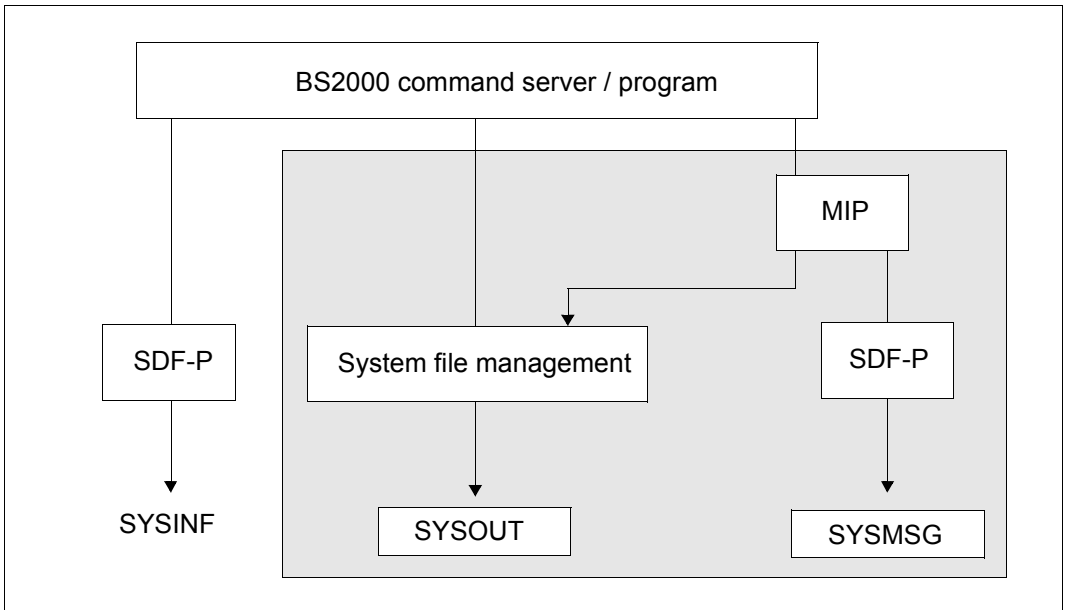 BS2000 command server / program
MIP
SDF-P
System file management
SDF-P
SYSINF
SYSOUT
SYSMSG